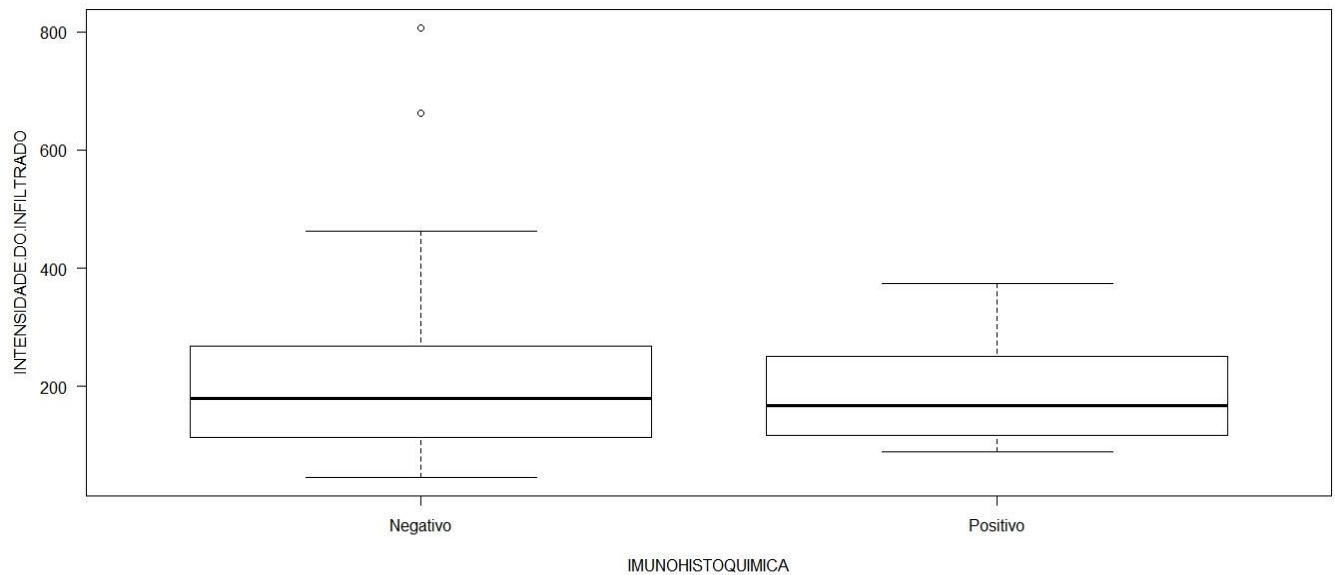 INTENSIDADE.DO.INFILTRADO
800
600
400
200
Negativo Positivo
IMUNOHISTOQUIMICA